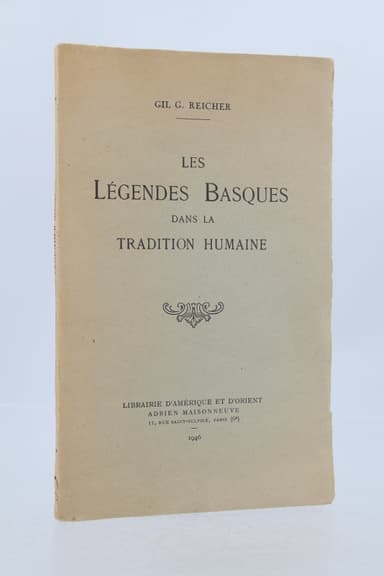 GIL G. REICHER
LES
LÉGENDES BASQUES
DANS LA
TRADITION HUMAINE
LIBRAIRIE D'AMÉRIQUE ET D'ORIENT
ADRIEN MAISONNEUVE
11, RUE SAINT-SULPICE, PARIS (6e)
1946